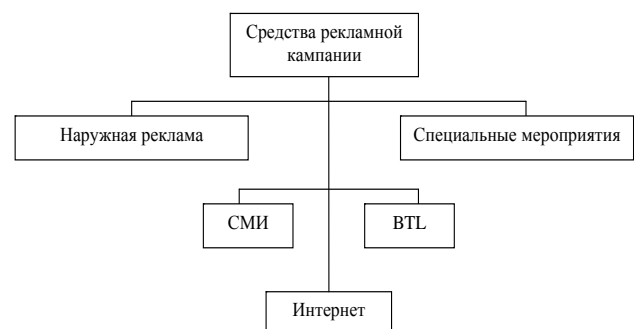 Средства рекламной
кампании
Наружная реклама
Специальные мероприятия
СМИ
BTL
Интернет